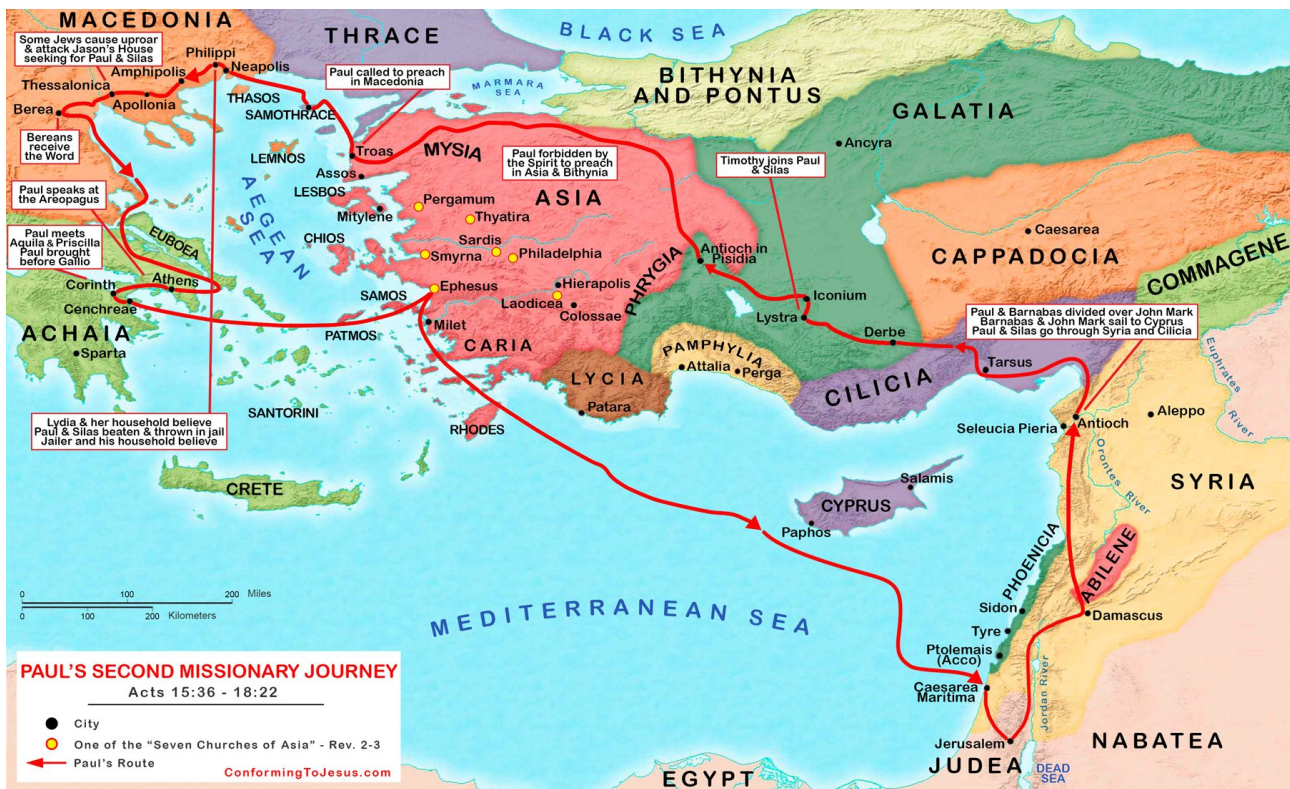 MACEDONIA
THRACE
BLACK SEA
BITHYNIA
AND PONTUS
GALATIA
Some Jews cause uproar
& attack Jason's House
seeking for Paul & Silas
Philippi
Neapolis
Amphipolis
Thessalonica
Apollonia
Berea
Paul called to preach
in Macedonia
MARMARA
SEA
THASOS
SAMOTHRACE
Bereans
receive
the Word
LEMNOS
Troas
MYSIA
Assos
Paul forbidden by
the Spirit to preach
in Asia & Bithynia
Timothy joins Paul
& Silas
Ancyra
Paul speaks at
the Areopagus
AEGEAN
SEA
LESBOS
Mitylene
Pergamum
Thyatira
ASIA
Paul meets
Aquila & Priscilla
Paul brought
before Gallio
EUBOEA
CHIOS
Sardis
Smyrna
Philadelphia
PHRYGIA
Antioch in
Pisidia
Caesarea
CAPPADOCIA
COMMAGENE
Corinth
Athens
Cenchreae
SAMOS
Ephesus
Hierapolis
Laodicea
Colossae
Iconium
Lystra
Derbe
ACHAIA
Sparta
PATMOS
Milet
CARIA
Paul & Barnabas divided over John Mark
Barnabas & John Mark sail to Cyprus
Paul & Silas go through Syria and Cilicia
Euphrates
River
PAMPHYLIA
Attalia
Perga
LYCIA
Patara
CILICIA
Tarsus
SANTORINI
RHODES
Lydia & her household believe
Paul & Silas beaten & thrown in jail
Jailer and his household believe
Seleucia Pieria
Antioch
Aleppo
Orontes River
SYRIA
CRETE
Salamis
CYPRUS
Paphos
PHOENICIA
ABILENE
0 100 200 Miles
0 100 200 Kilometers
MEDITERRANEAN SEA
Sidon
Damascus
Tyre
Ptolemais
(Acco)
Caesarea
Maritima
Jordan River
Jerusalem
JUDEA
DEAD
SEA
NABATEA
EGYPT
PAUL'S SECOND MISSIONARY JOURNEY
Acts 15:36 - 18:22
City
One of the "Seven Churches of Asia" - Rev. 2-3
Paul's Route
ConformingToJesus.com